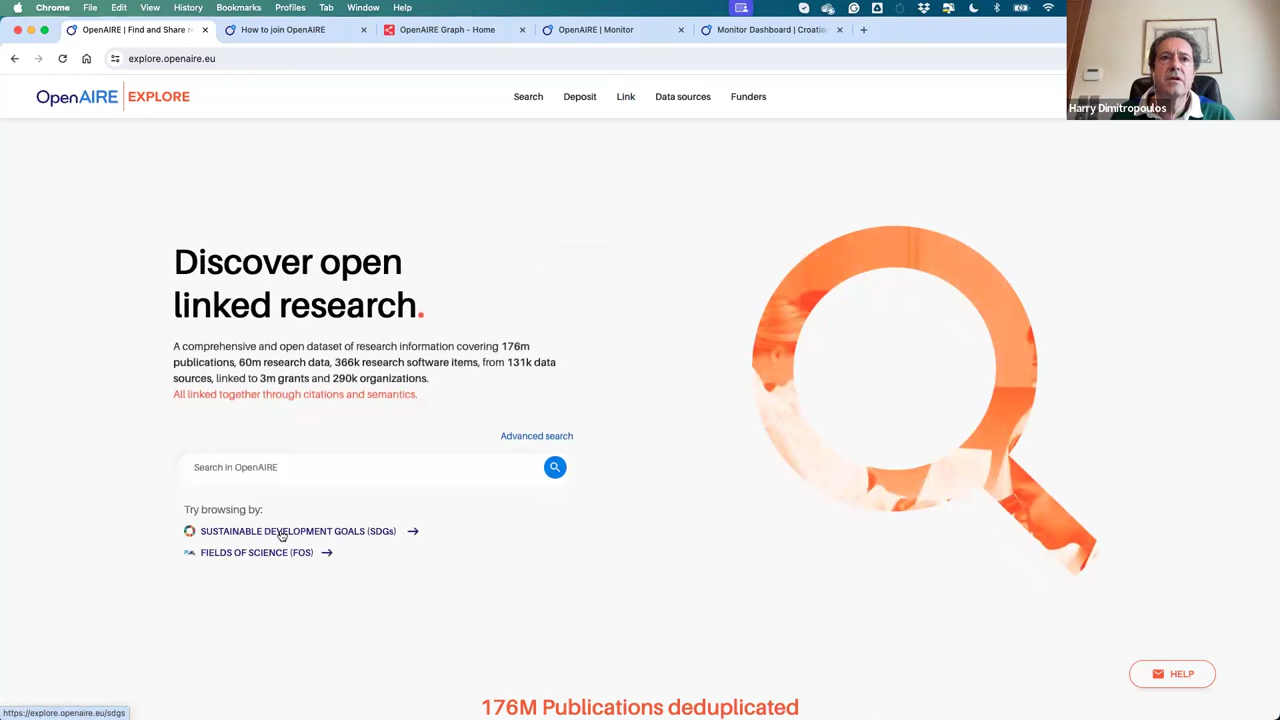 Chrome File Edit View History Bookmarks Profiles Tab Window Help
OpenAIRE | Find and Share re
How to join OpenAIRE
OpenAIRE Graph - Home
OpenAIRE | Monitor
Monitor Dashboard | Croatia
explore.openaire.eu
OpenAIRE EXPLORE
Search Deposit Link Data sources Funders
Harry Dimitropoulos
Discover open
linked research.
A comprehensive and open dataset of research information covering 176m
publications, 60m research data, 366k research software items, from 131k data
sources, linked to 3m grants and 290k organizations.
All linked together through citations and semantics.
Advanced search
Search in OpenAIRE
Try browsing by:
SUSTAINABLE DEVELOPMENT GOALS (SDGs)
FIELDS OF SCIENCE (FOS)
HELP
176M Publications deduplicated
https://explore.openaire.eu/sdgs